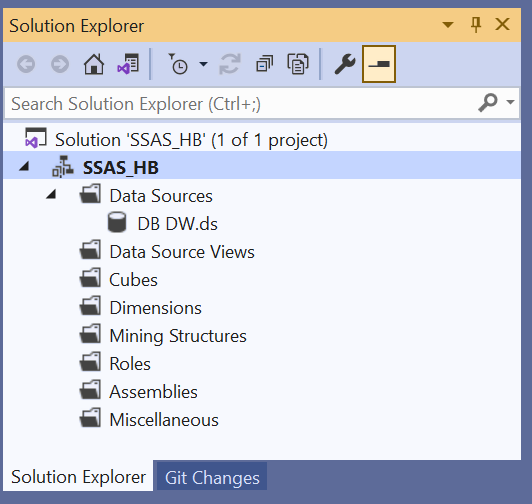 Solution Explorer
Search Solution Explorer (Ctrl+;)
Solution 'SSAS_HB' (1 of 1 project)
SSAS_HB
Data Sources
DB DW.ds
Data Source Views
Cubes
Dimensions
Mining Structures
Roles
Assemblies
Miscellaneous
Solution Explorer Git Changes